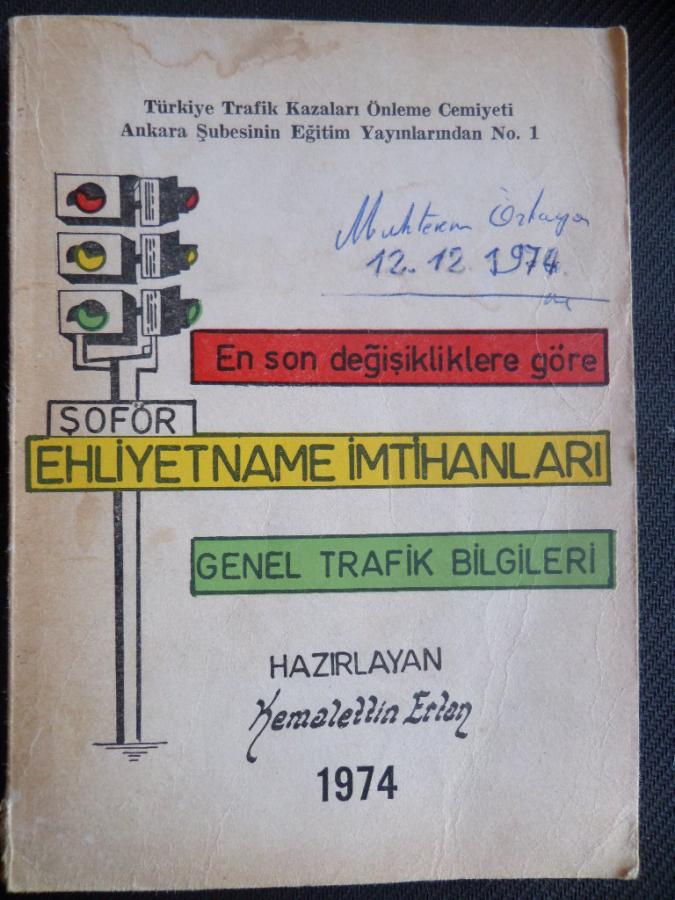 Türkiye Trafik Kazaları Önleme Cemiyeti
Ankara Şubesinin Eğitim Yayınlarından No. 1
Muhterem
12.12.1974
En son değişikliklere göre
ŞOFÖR
EHLİYETNAME İMTİHANLARI
GENEL TRAFİK BİLGİLERİ
HAZIRLAYAN
Kemalettin Erlan
1974